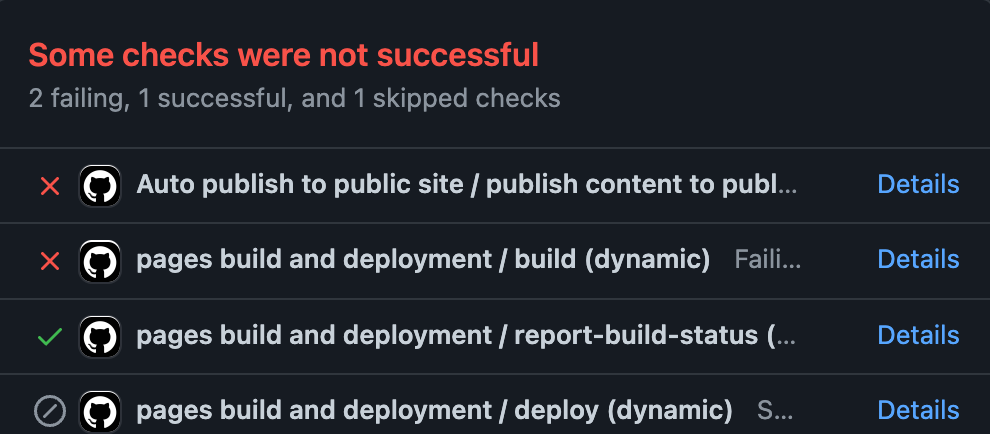 Some checks were not successful
2 failing, 1 successful, and 1 skipped checks
Auto publish to public site / publish content to publ... Details
pages build and deployment / build (dynamic) Faili... Details
pages build and deployment / report-build-status (... Details
pages build and deployment / deploy (dynamic) S... Details